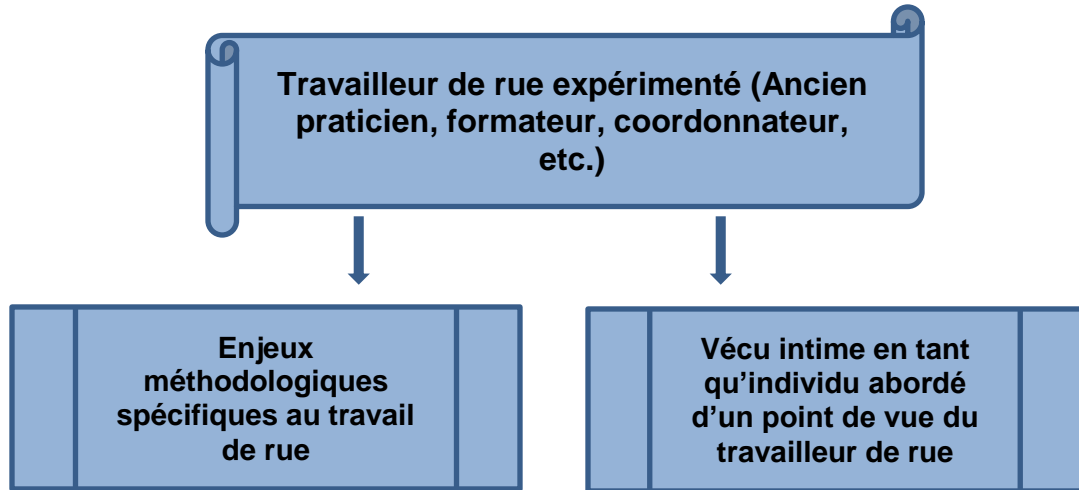 Travailleur de rue expérimenté (Ancien
praticien, formateur, coordonnateur,
etc.)
Enjeux
méthodologiques
spécifiques au travail
de rue
Vécu intime en tant
qu’individu abordé
d’un point de vue du
travailleur de rue